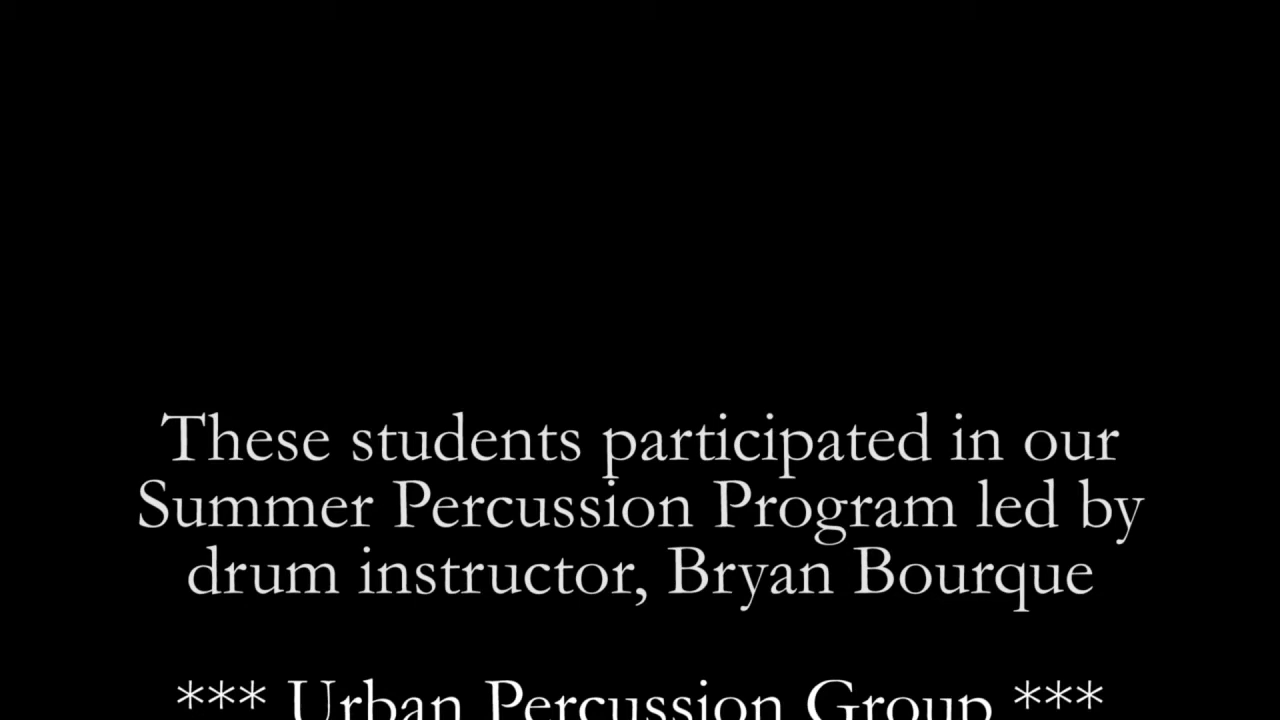 These students participated in our
Summer Percussion Program led by
drum instructor, Bryan Bourque
*** Urban Percussion Group ***